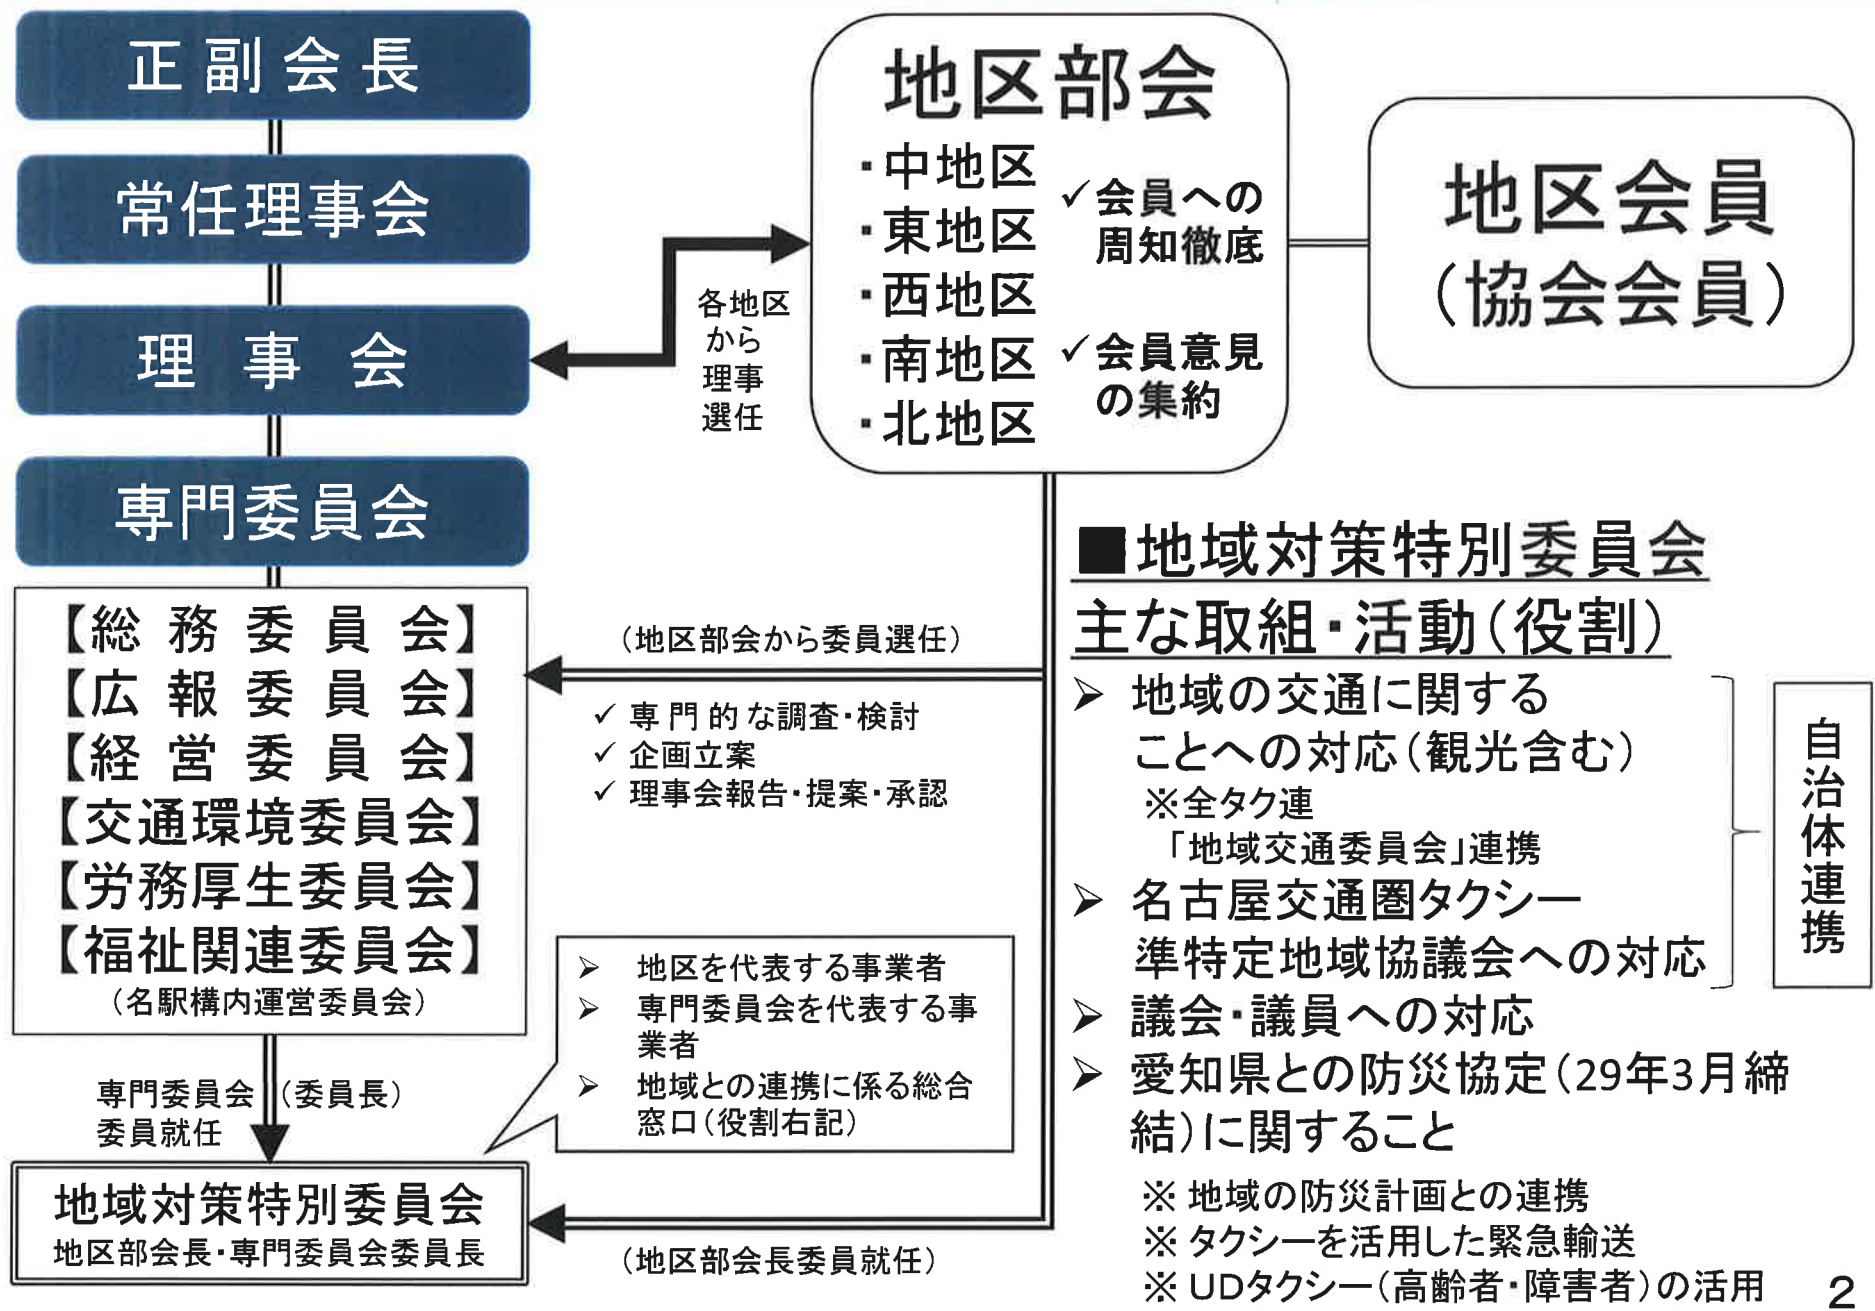 正副会長
常任理事会
理事会
専門委員会
【総務委員会】
【広報委員会】
【経営委員会】
【交通環境委員会】
【労務厚生委員会】
【福祉関連委員会】
(名駅構内運営委員会)
専門委員会
委員就任
(委員長)
地域対策特別委員会
地区部会長・専門委員会委員長
各地区
から
理事
選任
地区部会
・中地区
・東地区
・西地区
・南地区
・北地区
✓会員への
周知徹底
✓会員意見
の集約
地区会員
(協会会員)
(地区部会から委員選任)
✓ 専門的な調査・検討
✓ 企画立案
✓ 理事会報告・提案・承認
➢ 地区を代表する事業者
➢ 専門委員会を代表する事
業者
➢ 地域との連携に係る総合
窓口(役割右記)
(地区部会長委員就任)
■地域対策特別委員会
主な取組・活動(役割)
➢ 地域の交通に関する
ことへの対応(観光含む)
※全タク連
「地域交通委員会」連携
➢ 名古屋交通圏タクシー
準特定地域協議会への対応
➢ 議会・議員への対応
➢ 愛知県との防災協定(29年3月締
結)に関すること
※ 地域の防災計画との連携
※ タクシーを活用した緊急輸送
※ UDタクシー(高齢者・障害者)の活用
自治体連携
2